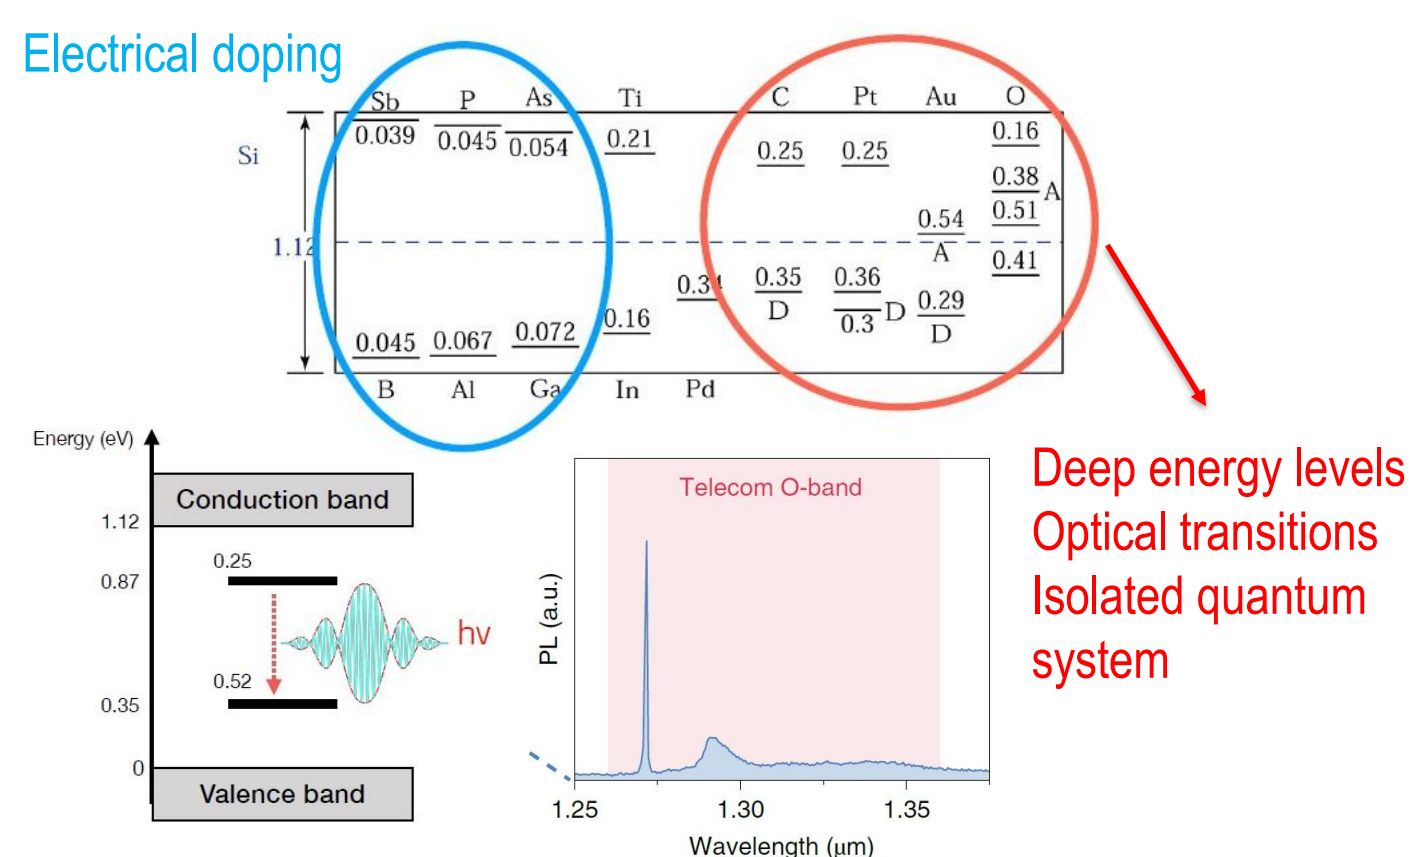 Electrical doping
Sb P As Ti C Pt Au O
0.039 0.045 0.054 0.21 0.25 0.25 0.16
Si
0.38 A
0.54 0.51
1.12
A 0.41
0.34 0.35 0.36
D 0.3 D 0.29
D
0.045 0.067 0.072 0.16
B Al Ga In Pd
Energy (eV)
Conduction band
1.12
0.25
0.87
hν
0.52
0.35
0
Valence band
Telecom O-band
PL (a.u.)
1.25 1.30 1.35
Wavelength (μm)
Deep energy levels
Optical transitions
Isolated quantum
system